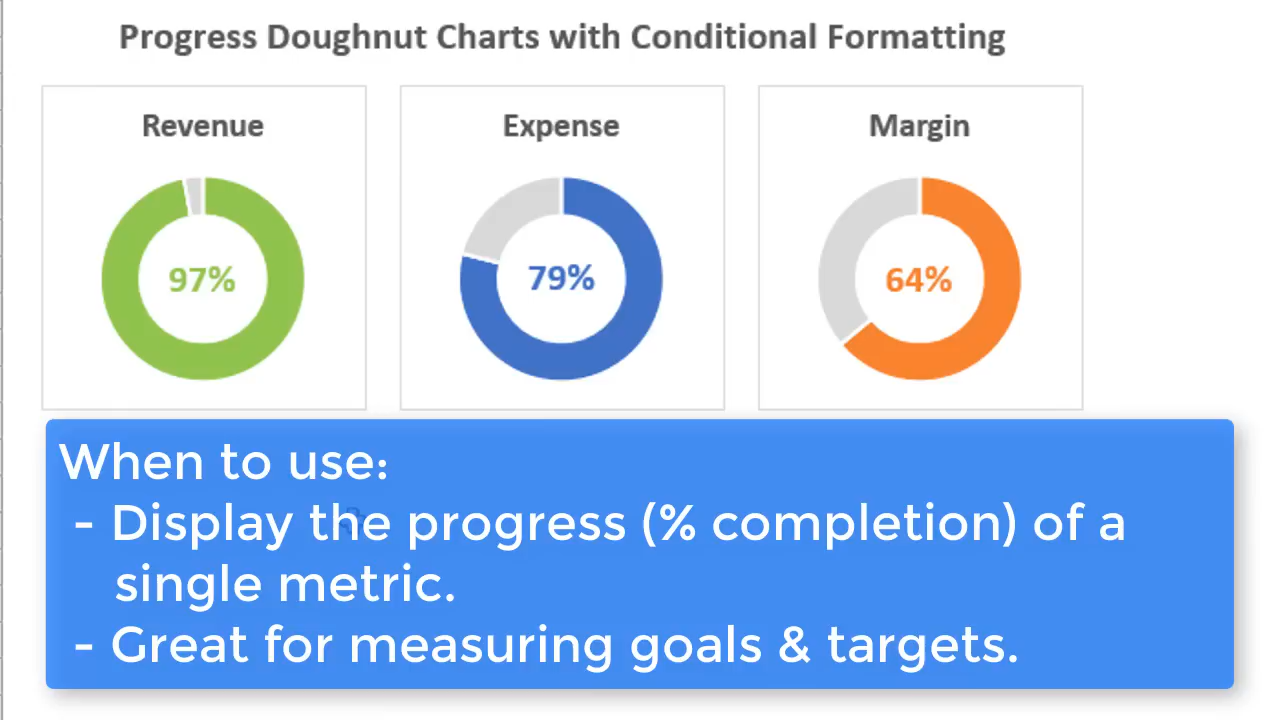 Progress Doughnut Charts with Conditional Formatting
Revenue
Expense
Margin
97%
79%
64%
When to use:
- Display the progress (% completion) of a
single metric.
- Great for measuring goals & targets.